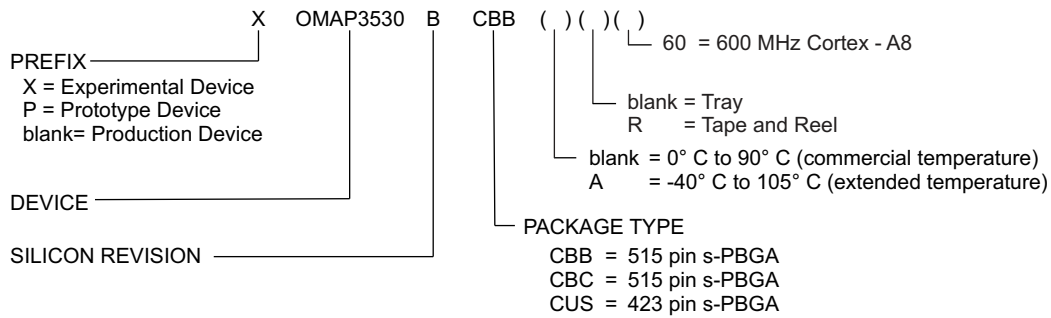 X OMAP3530 B CBB ( ) ( ) ( )
60 = 600 MHz Cortex - A8
PREFIX
X = Experimental Device
P = Prototype Device
blank= Production Device
blank = Tray
R = Tape and Reel
blank = 0° C to 90° C (commercial temperature)
A = -40° C to 105° C (extended temperature)
DEVICE
PACKAGE TYPE
SILICON REVISION
CBB = 515 pin s-PBGA
CBC = 515 pin s-PBGA
CUS = 423 pin s-PBGA